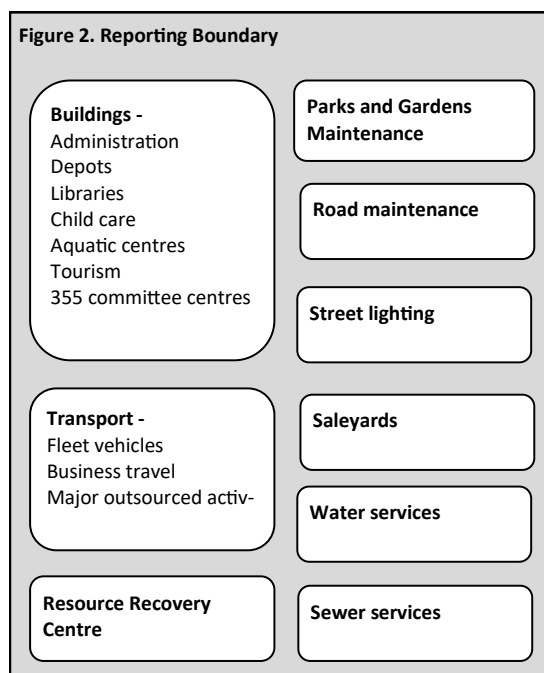 Figure 2. Reporting Boundary
Buildings -
Administration
Depots
Libraries
Child care
Aquatic centres
Tourism
355 committee centres
Transport -
Fleet vehicles
Business travel
Major outsourced activ-
Resource Recovery
Centre
Parks and Gardens
Maintenance
Road maintenance
Street lighting
Saleyards
Water services
Sewer services